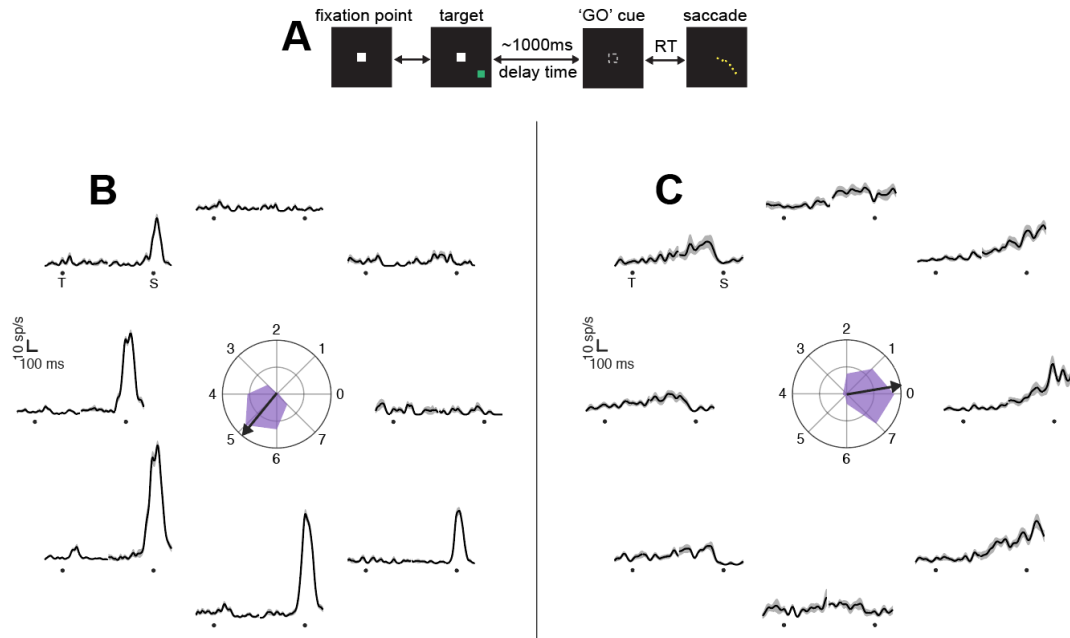 A
fixation point
target
‘GO’ cue
saccade
~1000ms
delay time
RT
B
T
S
10 sp/s
100 ms
2
3
1
4
0
5
7
6
C
T
S
10 sp/s
100 ms
2
3
1
4
0
5
7
6